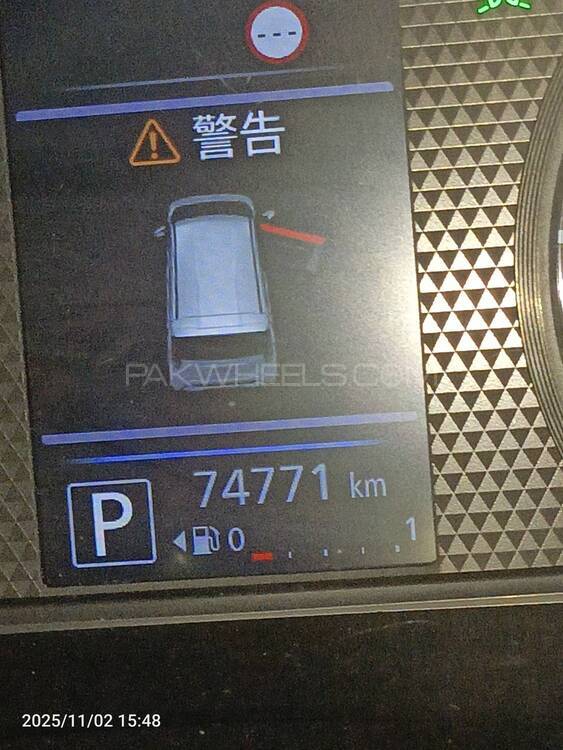 ---
警告
PAKWHEELS.COM
74771 km
P
0 1
2025/11/02 15:48